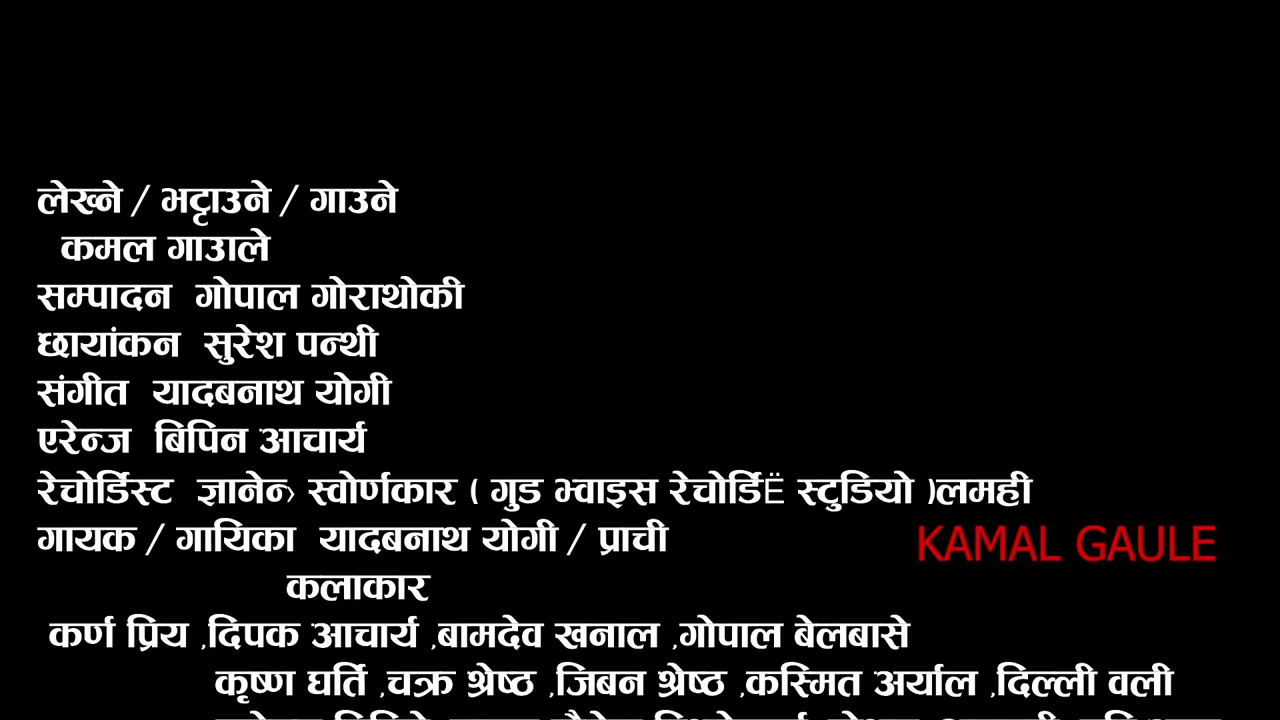 लेख्ने / भट्टाउने / गाउने
कमल गाउाले
सम्पादन गोपाल गोराथोकी
छायांकन सुरेश पन्थी
संगीत यादबनाथ योगी
एरेन्ज बिपिन आचार्य
रेचोर्डिस्ट स्वोर्णकार ( गुड भ्वाइस रेचोर्डिË स्टुडियो )लमही
गायक / गायिका यादबनाथ योगी / प्राची
KAMAL GAULE
कलाकार
कर्ण प्रिय ,दिपक आचार्य ,बामदेव खनाल ,गोपाल बेलबासे
कृष्ण घर्ति ,चक्र श्रेष्ठ ,जिबन श्रेष्ठ ,कस्मित अर्याल ,दिल्ली वली